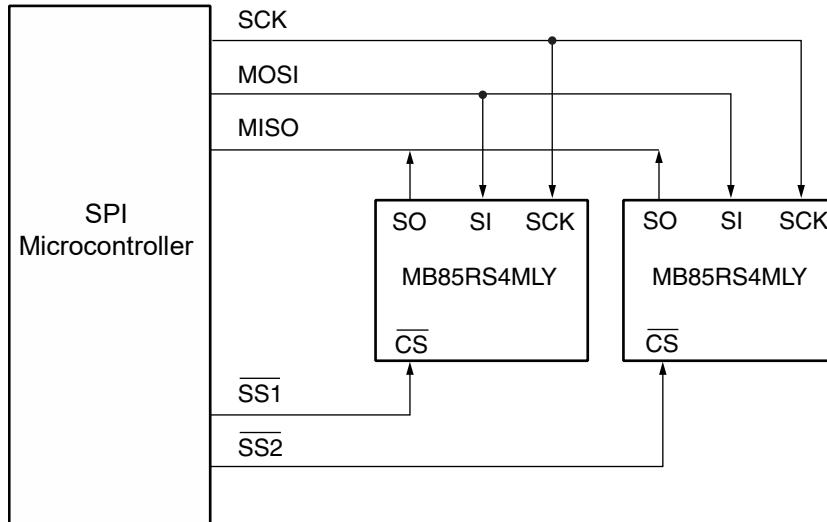 SCK
MOSI
MISO
SPI
Microcontroller
SO SI SCK
MB85RS4MLY
CS
SO SI SCK
MB85RS4MLY
CS
SS1
SS2